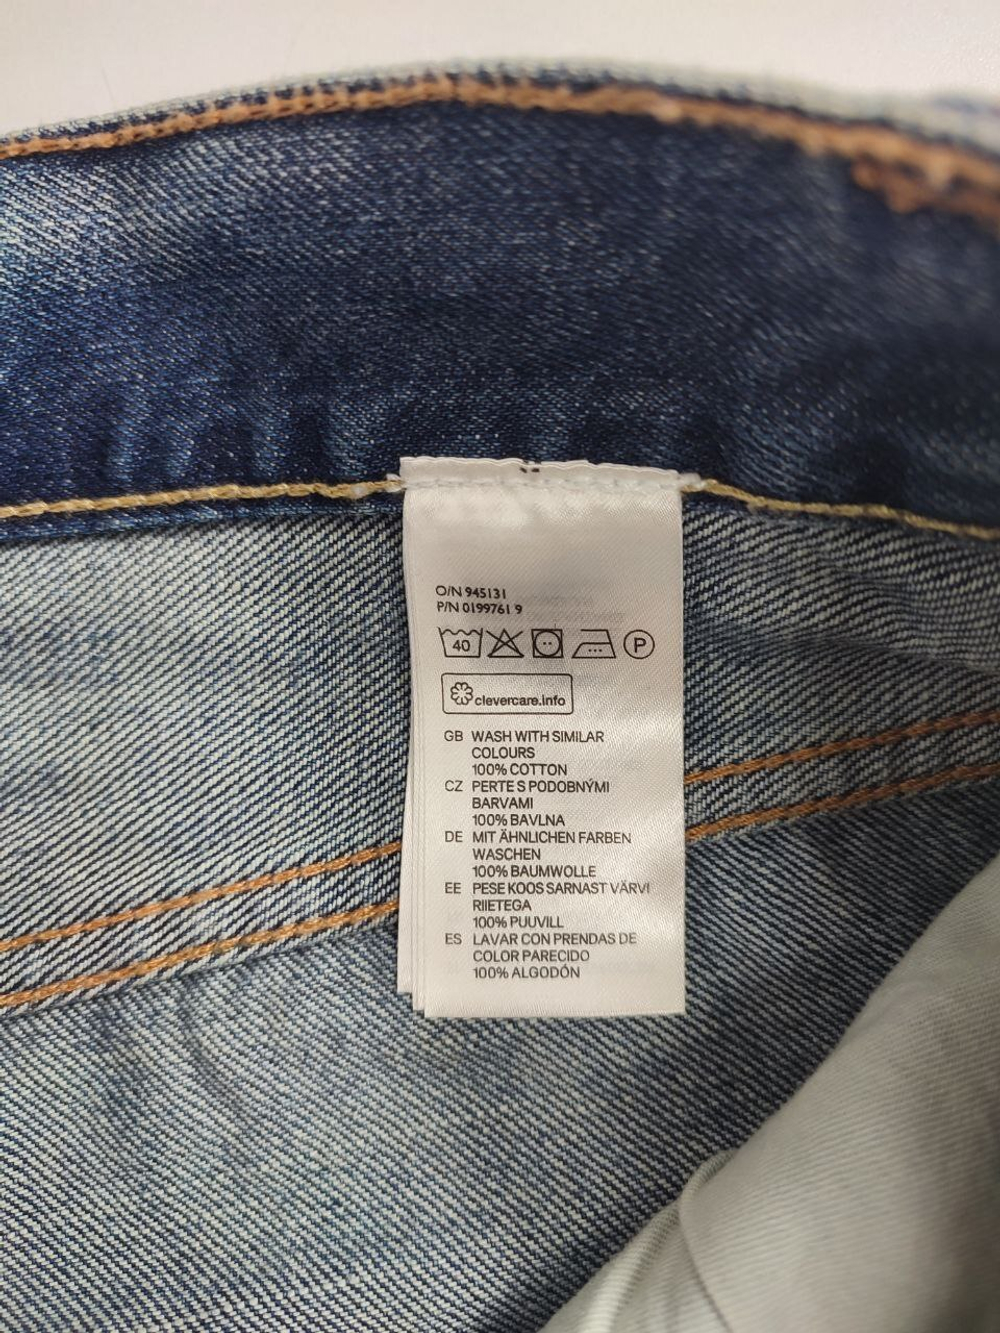 O/N 945131
P/N 0199761 9
40 P
clevercare.info
GB WASH WITH SIMILAR
COLOURS
100% COTTON
CZ PERTE S PODOBNÝMI
BARVAMI
100% BAVLNA
DE MIT ÄHNLICHEN FARBEN
WASCHEN
100% BAUMWOLLE
EE PESE KOOS SARNAST VÄRVI
RIIETEGA
100% PUUVILL
ES LAVAR CON PRENDAS DE
COLOR PARECIDO
100% ALGODÓN